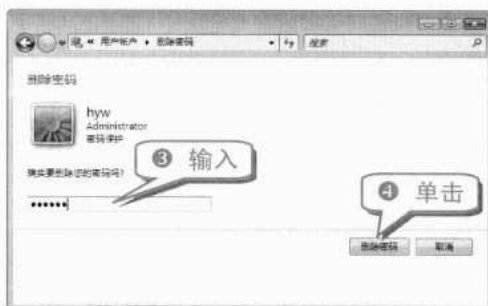 « 用户帐户 ▸ 删除密码
搜索
删除密码
hyw
Administrator
密码保护
❸ 输入
确实要删除您的密码吗?
••••••
❹ 单击
删除密码 取消